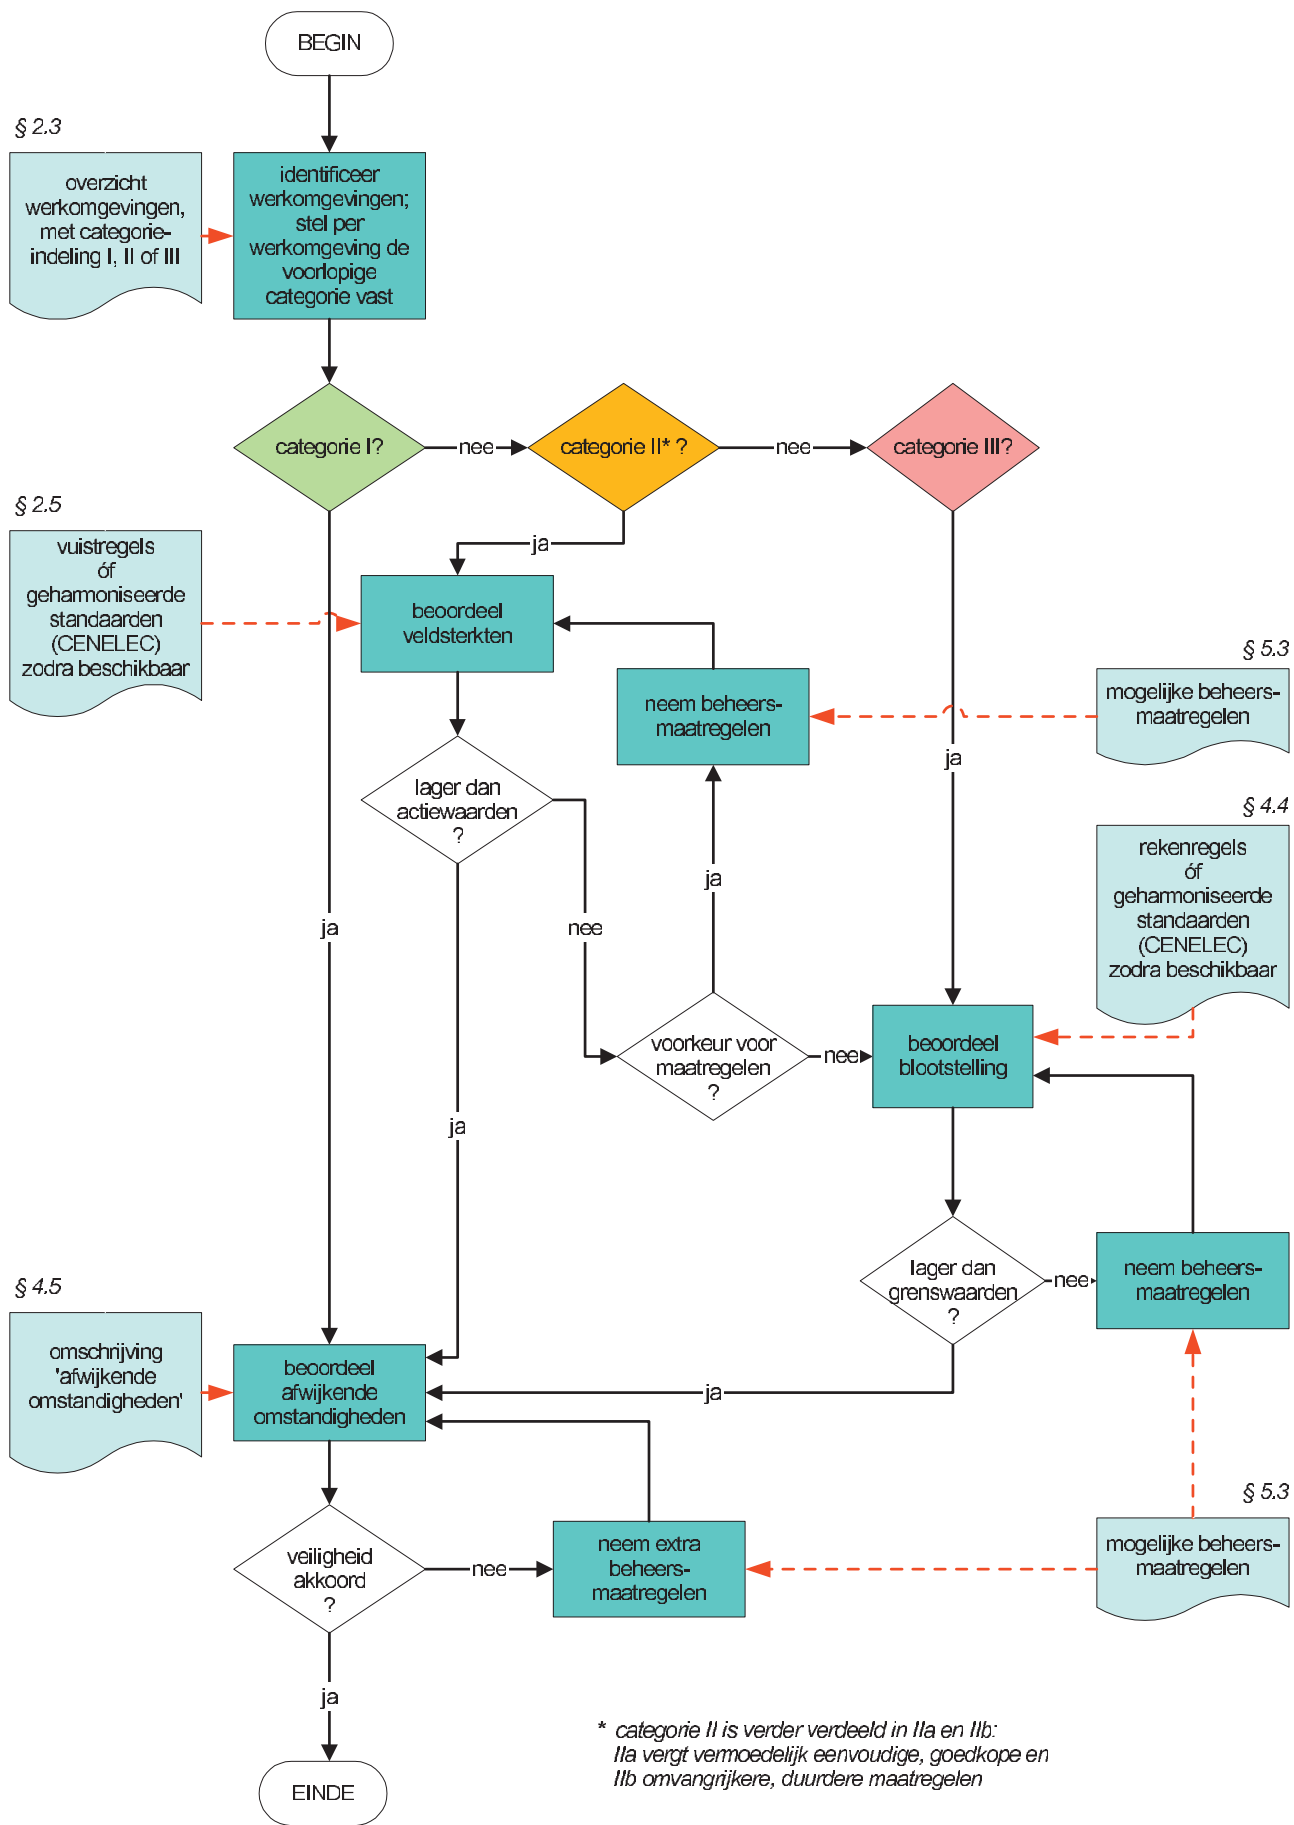 BEGIN
§ 2.3
overzicht
werkomgevingen,
met categorie-
indeling I, II of III
identificeer
werkomgevingen;
stel per
werkomgeving de
voorlopige
categorie vast
categorie I?
nee
categorie II* ?
nee
categorie III?
§ 2.5
vuistregels
óf
geharmoniseerde
standaarden
(CENELEC)
zodra beschikbaar
ja
beoordeel
veldsterkten
neem beheers-
maatregelen
§ 5.3
mogelijke beheers-
maatregelen
ja
lager dan
actiewaarden
?
§ 4.4
rekenregels
óf
geharmoniseerde
standaarden
(CENELEC)
zodra beschikbaar
ja
ja
nee
voorkeur voor
maatregelen
?
nee
beoordeel
blootstelling
ja
lager dan
grenswaarden
?
nee
neem beheers-
maatregelen
§ 4.5
omschrijving
'afwijkende
omstandigheden'
beoordeel
afwijkende
omstandigheden
ja
§ 5.3
mogelijke beheers-
maatregelen
veiligheid
akkoord
?
nee
neem extra
beheers-
maatregelen
ja
* categorie II is verder verdeeld in IIa en IIb:
IIa vergt vermoedelijk eenvoudige, goedkope en
IIb omvangrijkere, duurdere maatregelen
EINDE